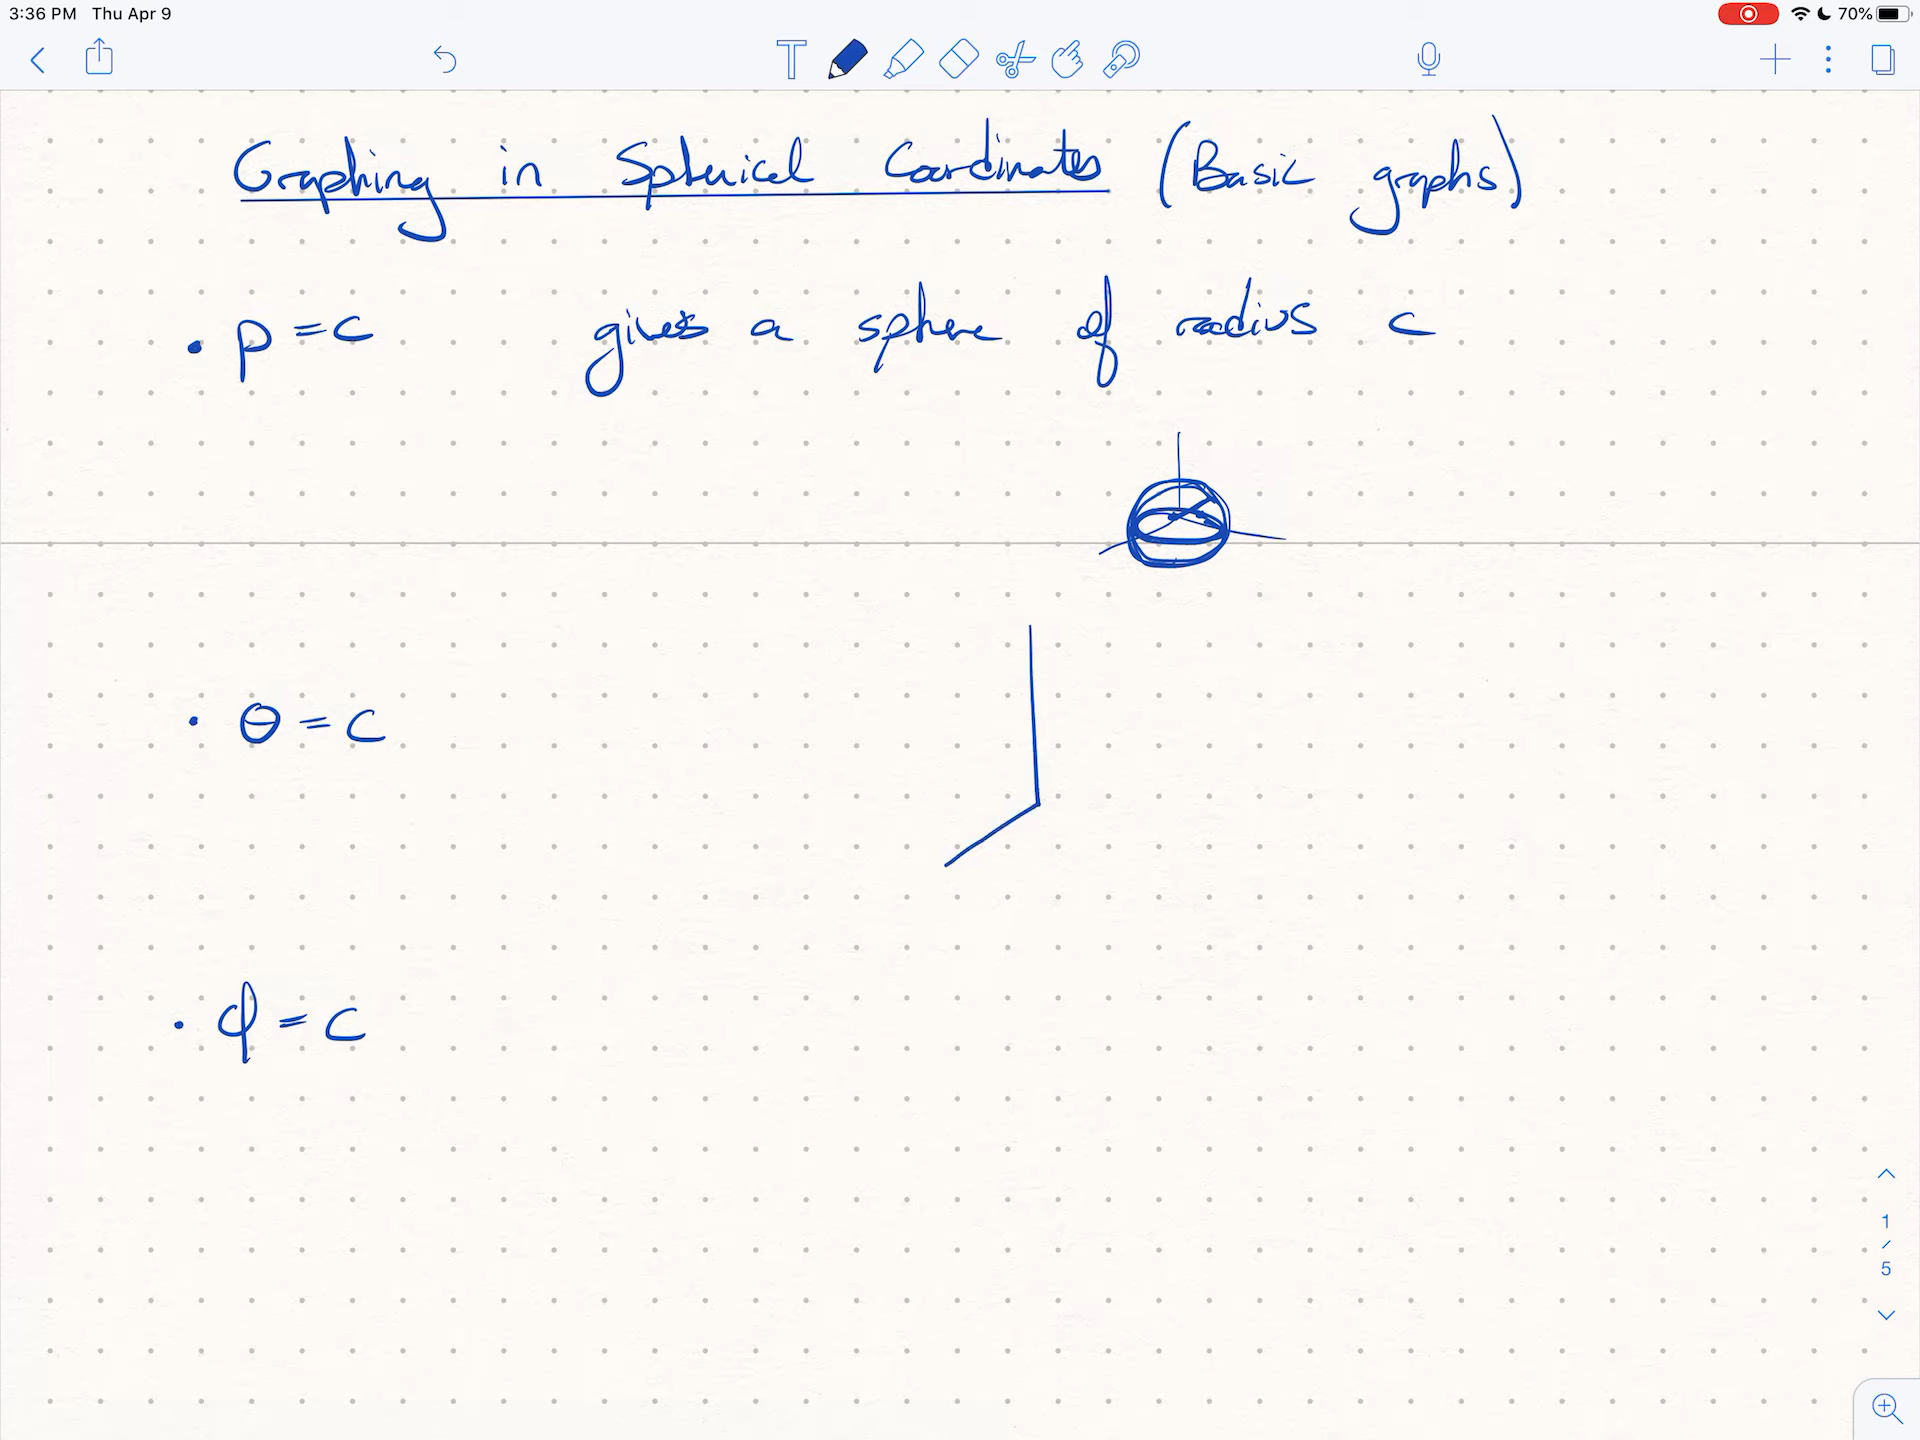 3:36 PM Thu Apr 9 70%
T
Graphing in Spherical Coordinates (Basic graphs)
• ρ = c gives a sphere of radius c
• θ = c
• φ = c
1
/
5